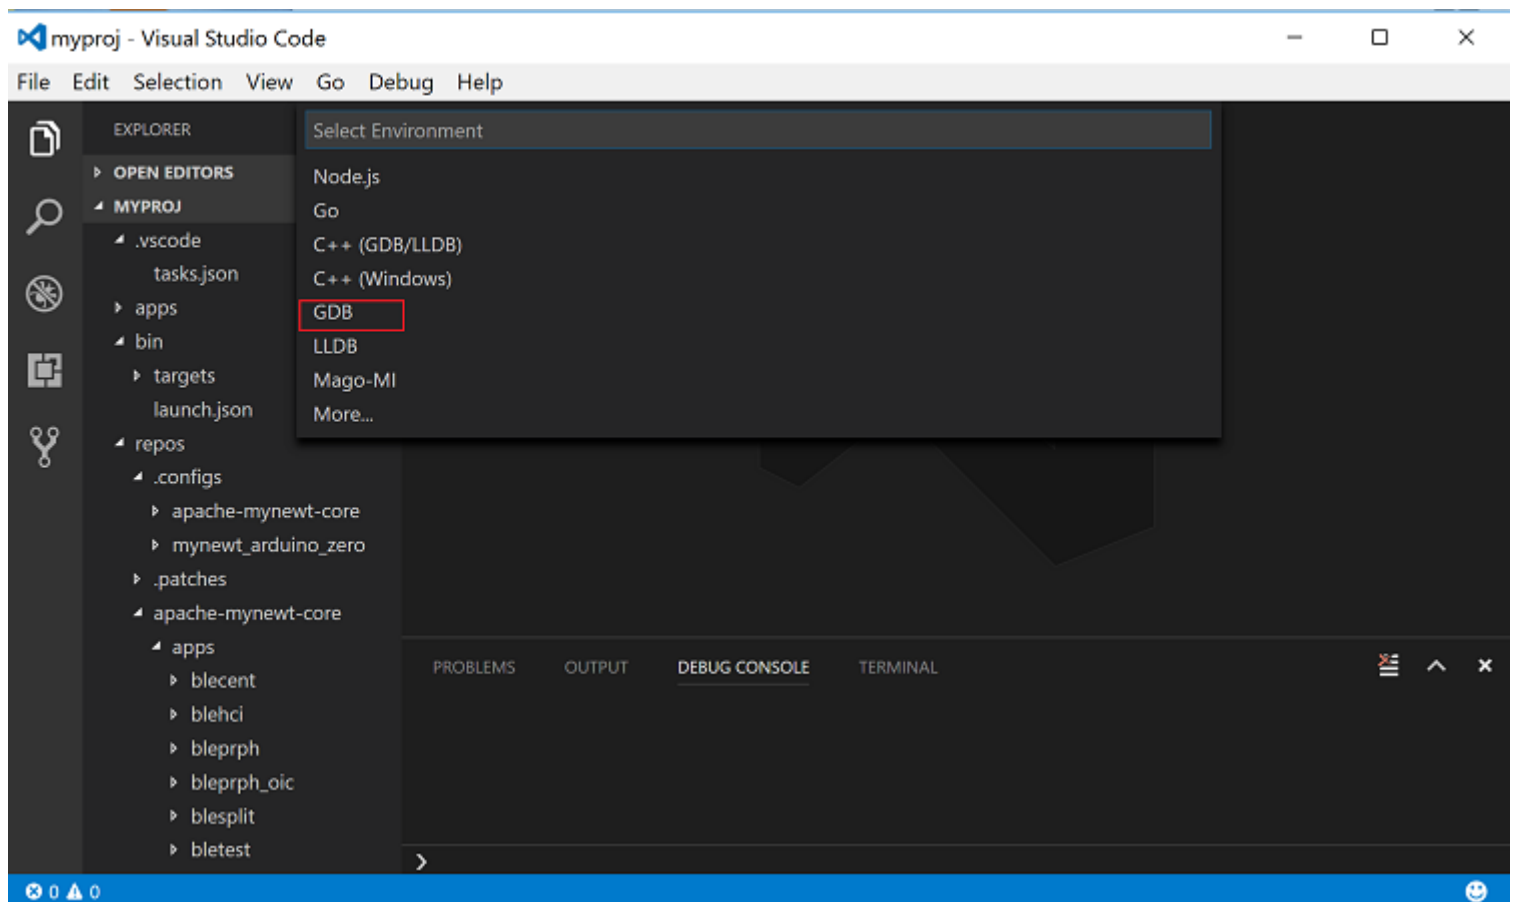 myproj - Visual Studio Code
File Edit Selection View Go Debug Help
EXPLORER
OPEN EDITORS
MYPROJ
.vscode
tasks.json
apps
bin
targets
launch.json
repos
.configs
apache-mynewt-core
mynewt_arduino_zero
.patches
apache-mynewt-core
apps
blecent
blehci
bleprph
bleprph_oic
blesplit
bletest
Select Environment
Node.js
Go
C++ (GDB/LLDB)
C++ (Windows)
GDB
LLDB
Mago-MI
More...
PROBLEMS OUTPUT DEBUG CONSOLE TERMINAL
0 0